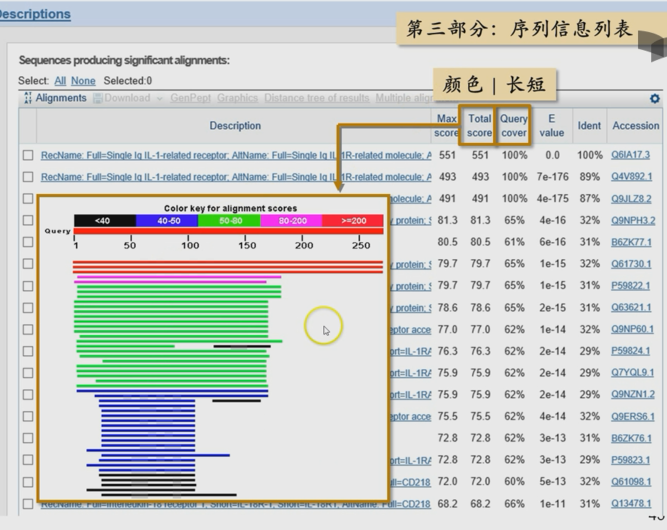 Descriptions
第三部分：序列信息列表
Sequences producing significant alignments:
Select: All None Selected:0
颜色 | 长短
Alignments Download GenPept Graphics Distance tree of results Multiple
Description Max score Total score Query cover E value Ident Accession
RecName: Full=Single Ig IL-1-related receptor; AltName: Full=Single Ig IL-1R-related molecule; A 551 551 100% 0.0 100% Q6IA17.3
RecName: Full=Single Ig IL-1-related receptor; AltName: Full=Single Ig IL-1R-related molecule; A 493 493 100% 7e-176 89% Q4V892.1
olecule; A 491 491 100% 4e-175 87% Q9JLZ8.2
y protein; 81.3 81.3 65% 4e-16 32% Q9NPH3.2
80.5 80.5 61% 6e-16 31% B6ZK77.1
y protein; 79.7 79.7 65% 1e-15 32% Q61730.1
y protein; 79.7 79.7 65% 1e-15 31% P59822.1
y protein; 78.6 78.6 65% 2e-15 31% Q63621.1
eptor acce 77.0 77.0 62% 1e-14 32% Q9NP60.1
ort=IL-1RA 76.3 76.3 62% 2e-14 29% P59824.1
ort=IL-1RA 75.9 75.9 62% 2e-14 29% Q7YQL9.1
ort=IL-1RA 75.9 75.9 62% 2e-14 29% Q9NZN1.2
eptor acce 75.5 75.5 62% 4e-14 32% Q9ERS6.1
72.8 72.8 62% 3e-13 31% B6ZK76.1
ort=IL-1RA 72.8 72.8 62% 3e-13 29% P59823.1
ull=CD218 72.0 72.0 60% 5e-13 32% Q61098.1
RecName: Full=Interleukin-18 receptor 1; Short=IL-18R-1; Short=IL-18R1; AltName: Full=CD218 68.2 68.2 66% 1e-11 31% Q13478.1
Color key for alignment scores
<40 40-50 50-80 80-200 >=200
Query
1 50 100 150 200 250